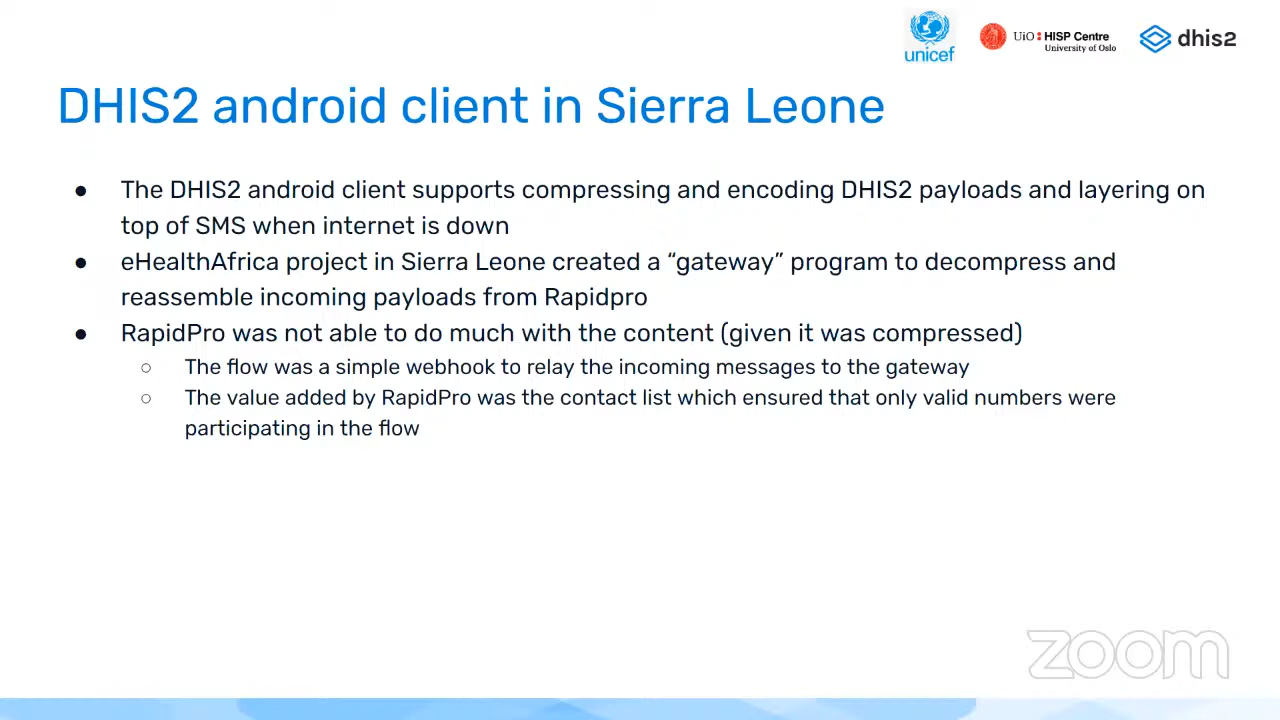 unicef
UiO: HISP Centre
University of Oslo
dhis2
DHIS2 android client in Sierra Leone
● The DHIS2 android client supports compressing and encoding DHIS2 payloads and layering on
top of SMS when internet is down
● eHealthAfrica project in Sierra Leone created a “gateway” program to decompress and
reassemble incoming payloads from Rapidpro
● RapidPro was not able to do much with the content (given it was compressed)
○ The flow was a simple webhook to relay the incoming messages to the gateway
○ The value added by RapidPro was the contact list which ensured that only valid numbers were
participating in the flow
zoom